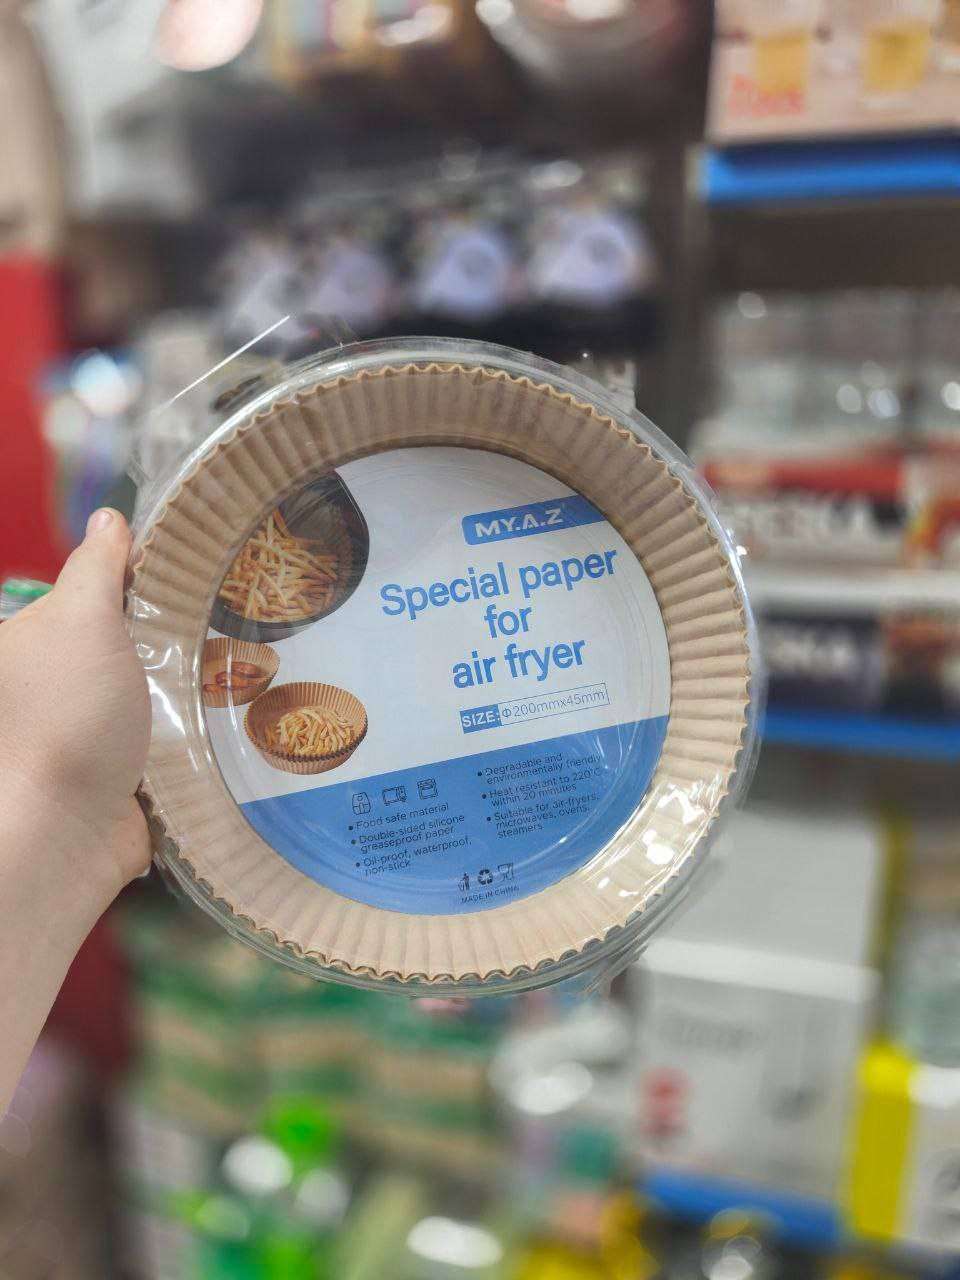 MY.A.Z
Special paper
for
air fryer
SIZE: Φ200mmx45mm
• Food safe material
• Double-sided silicone
greaseproof paper
• Oil-proof, waterproof,
non-stick
• Degradable and
environmentally friendly
• Heat resistant to 220°C
within 20 minutes
• Suitable for air-fryers,
microwaves, ovens,
steamers
MADE IN CHINA